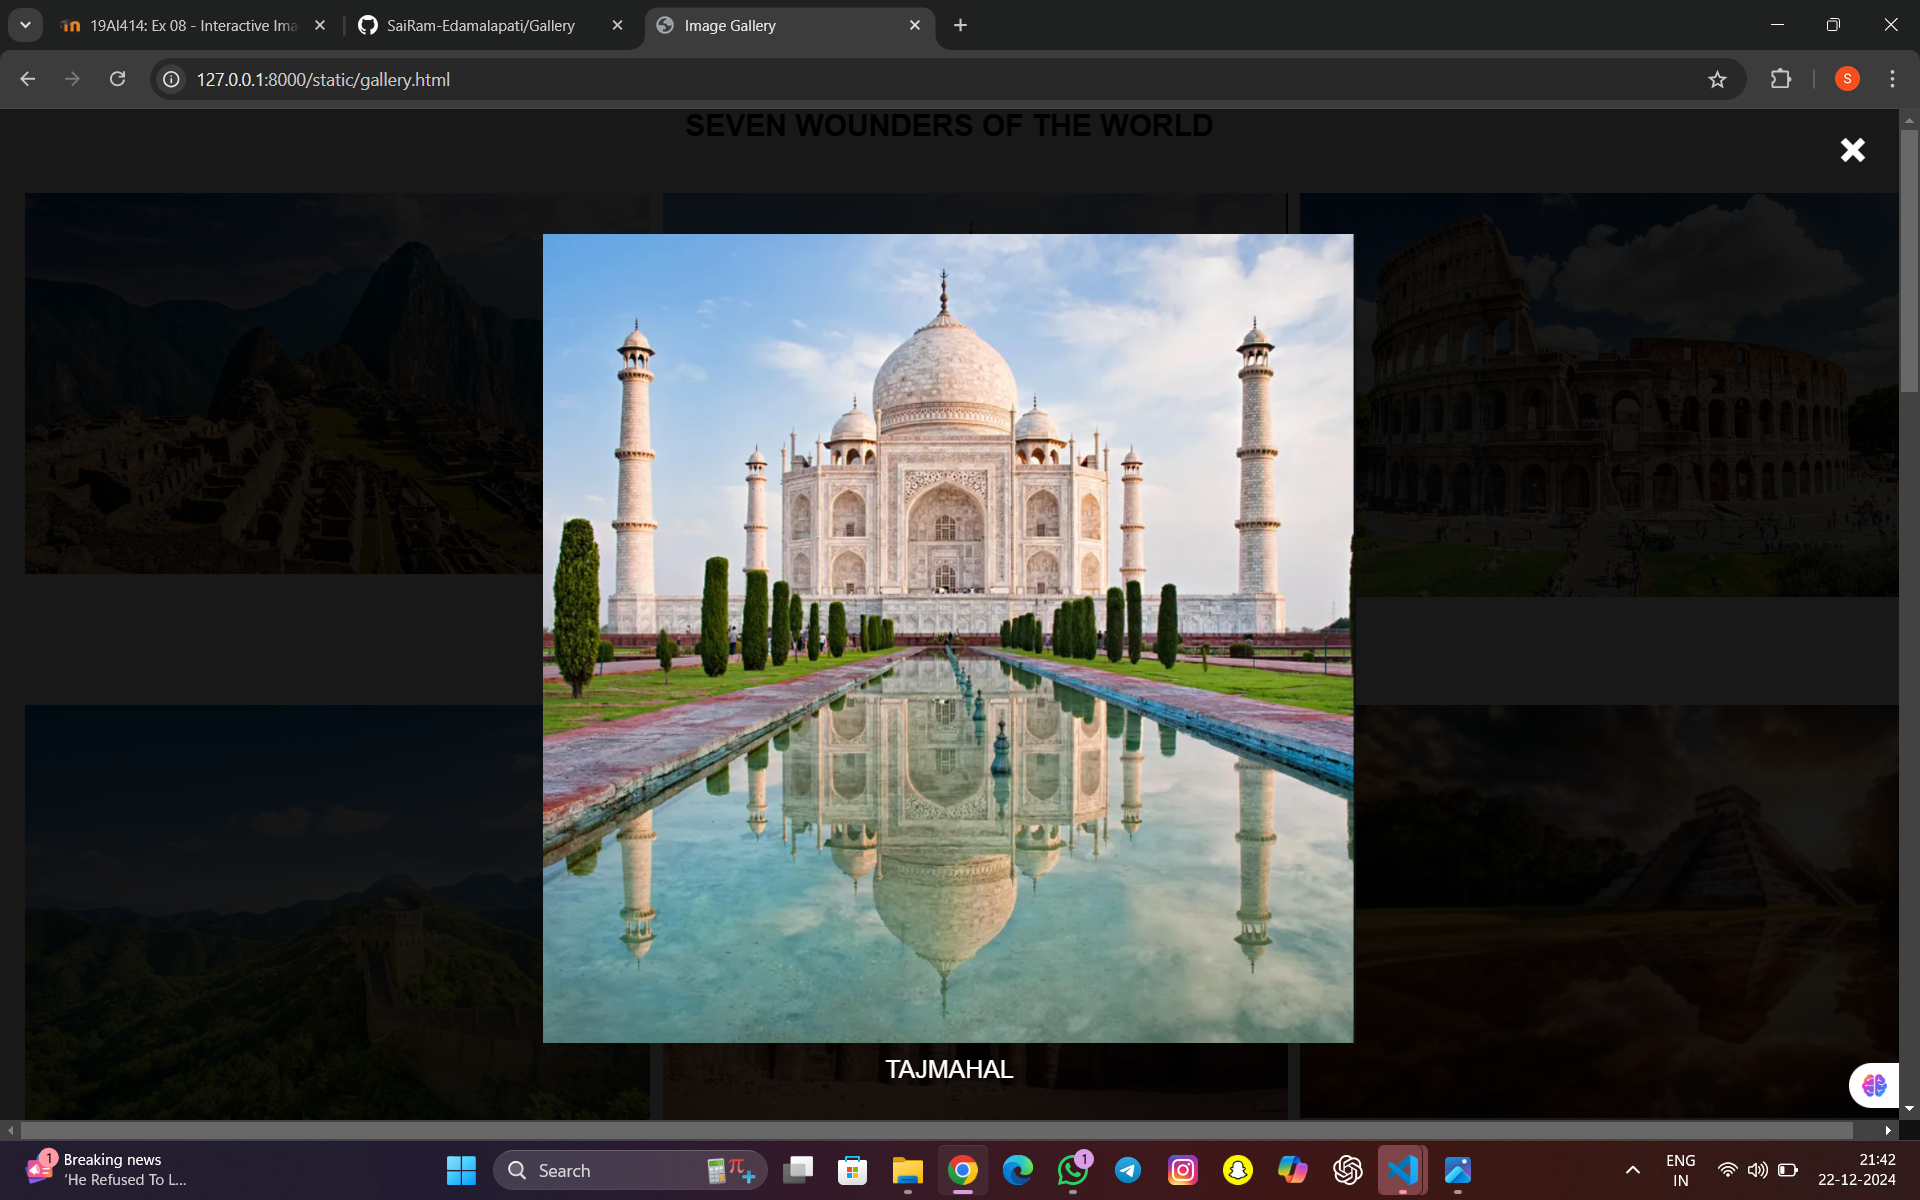 19AI414: Ex 08 - Interactive Ima
SaiRam-Edamalapati/Gallery
Image Gallery
127.0.0.1:8000/static/gallery.html
S
SEVEN WOUNDERS OF THE WORLD
TAJMAHAL
1
Breaking news
'He Refused To L...
Search
1
ENG
IN
21:42
22-12-2024